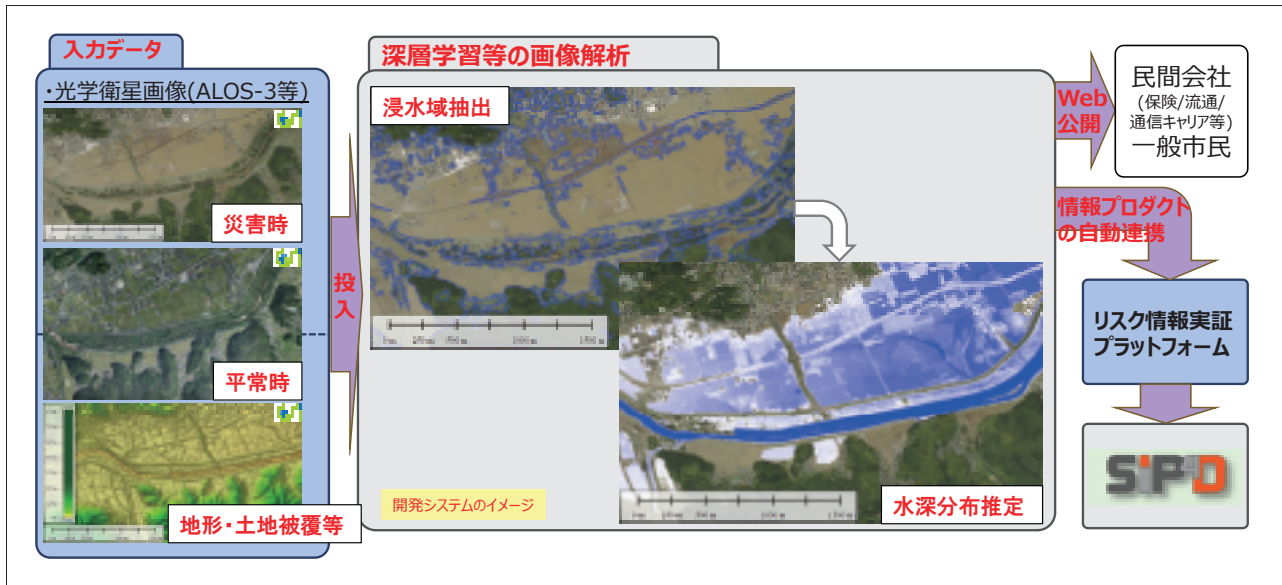 入力データ
・光学衛星画像(ALOS-3等)
災害時
平常時
地形・土地被覆等
投
入
深層学習等の画像解析
浸水域抽出
水深分布推定
開発システムのイメージ
Web
公開
民間会社
(保険/流通/
通信キャリア等)
一般市民
情報プロダクト
の自動連携
リスク情報実証
プラットフォーム
SIP4D